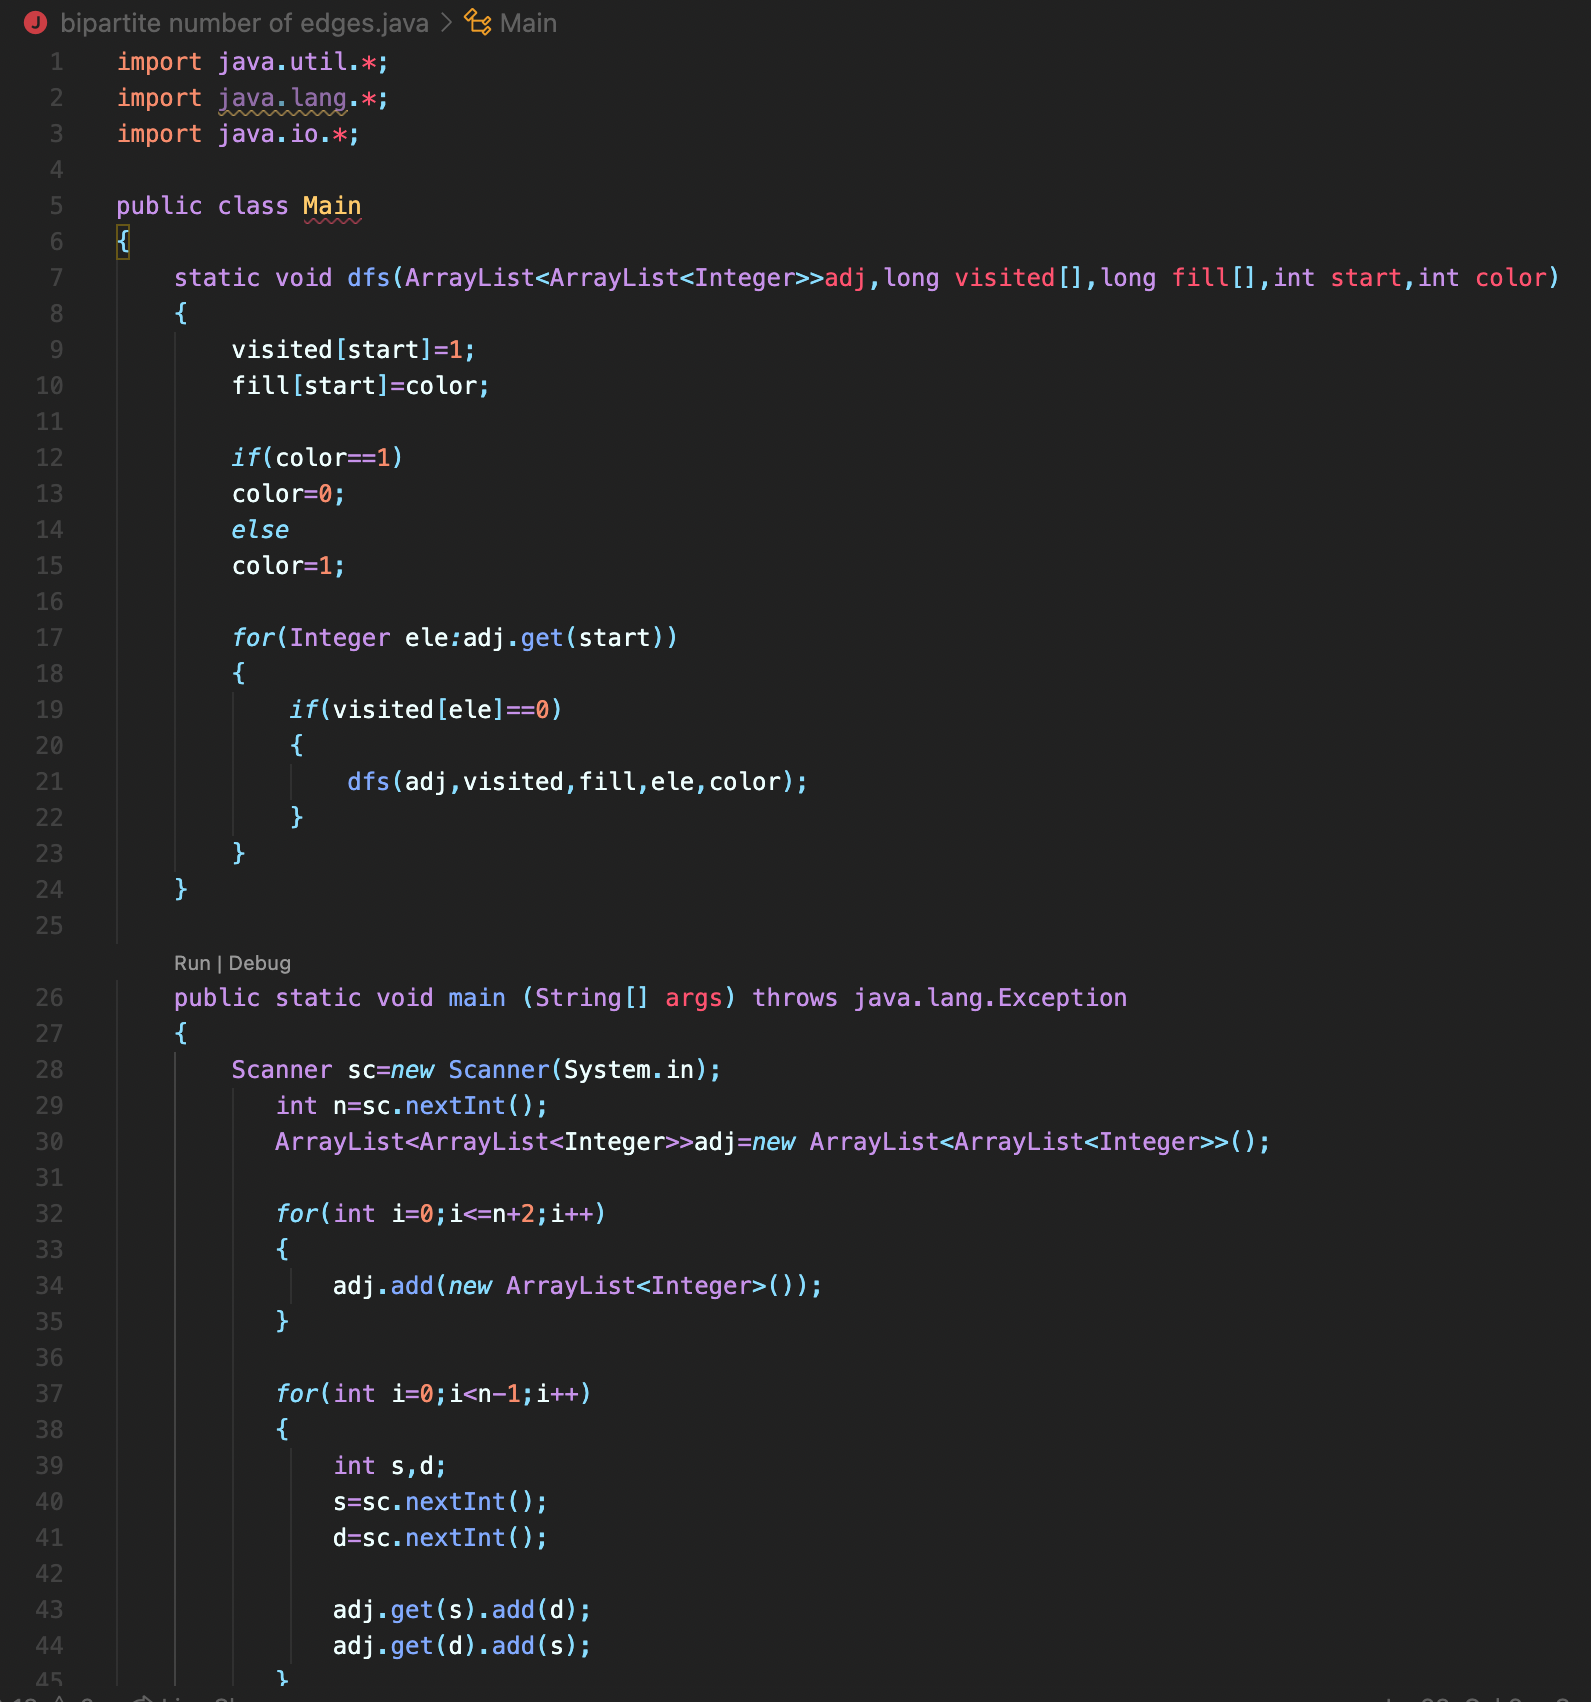 bipartite number of edges.java > Main
1 import java.util.*;
2 import java.lang.*;
3 import java.io.*;
4
5 public class Main
6 {
7 static void dfs(ArrayList<ArrayList<Integer>>adj,long visited[],long fill[],int start,int color)
8 {
9 visited[start]=1;
10 fill[start]=color;
11
12 if(color==1)
13 color=0;
14 else
15 color=1;
16
17 for(Integer ele:adj.get(start))
18 {
19 if(visited[ele]==0)
20 {
21 dfs(adj,visited,fill,ele,color);
22 }
23 }
24 }
25
Run | Debug
26 public static void main (String[] args) throws java.lang.Exception
27 {
28 Scanner sc=new Scanner(System.in);
29 int n=sc.nextInt();
30 ArrayList<ArrayList<Integer>>adj=new ArrayList<ArrayList<Integer>>();
31
32 for(int i=0;i<=n+2;i++)
33 {
34 adj.add(new ArrayList<Integer>());
35 }
36
37 for(int i=0;i<n-1;i++)
38 {
39 int s,d;
40 s=sc.nextInt();
41 d=sc.nextInt();
42
43 adj.get(s).add(d);
44 adj.get(d).add(s);
45 }